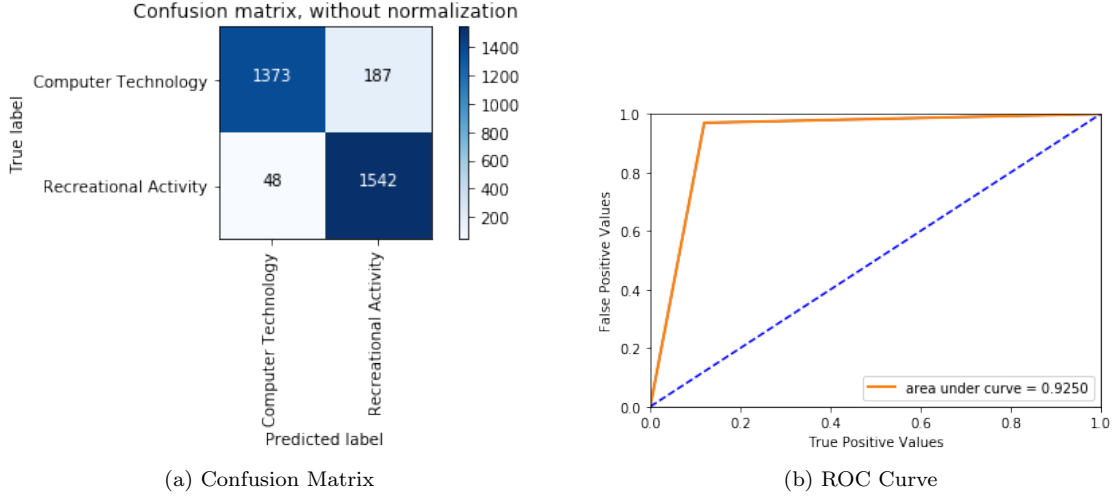 Confusion matrix, without normalization
True label
Computer Technology
Recreational Activity
1373
187
48
1542
1400
1200
1000
800
600
400
200
Computer Technology
Recreational Activity
Predicted label
(a) Confusion Matrix
False Positive Values
1.0
0.8
0.6
0.4
0.2
0.0
area under curve = 0.9250
0.0
0.2
0.4
0.6
0.8
1.0
True Positive Values
(b) ROC Curve